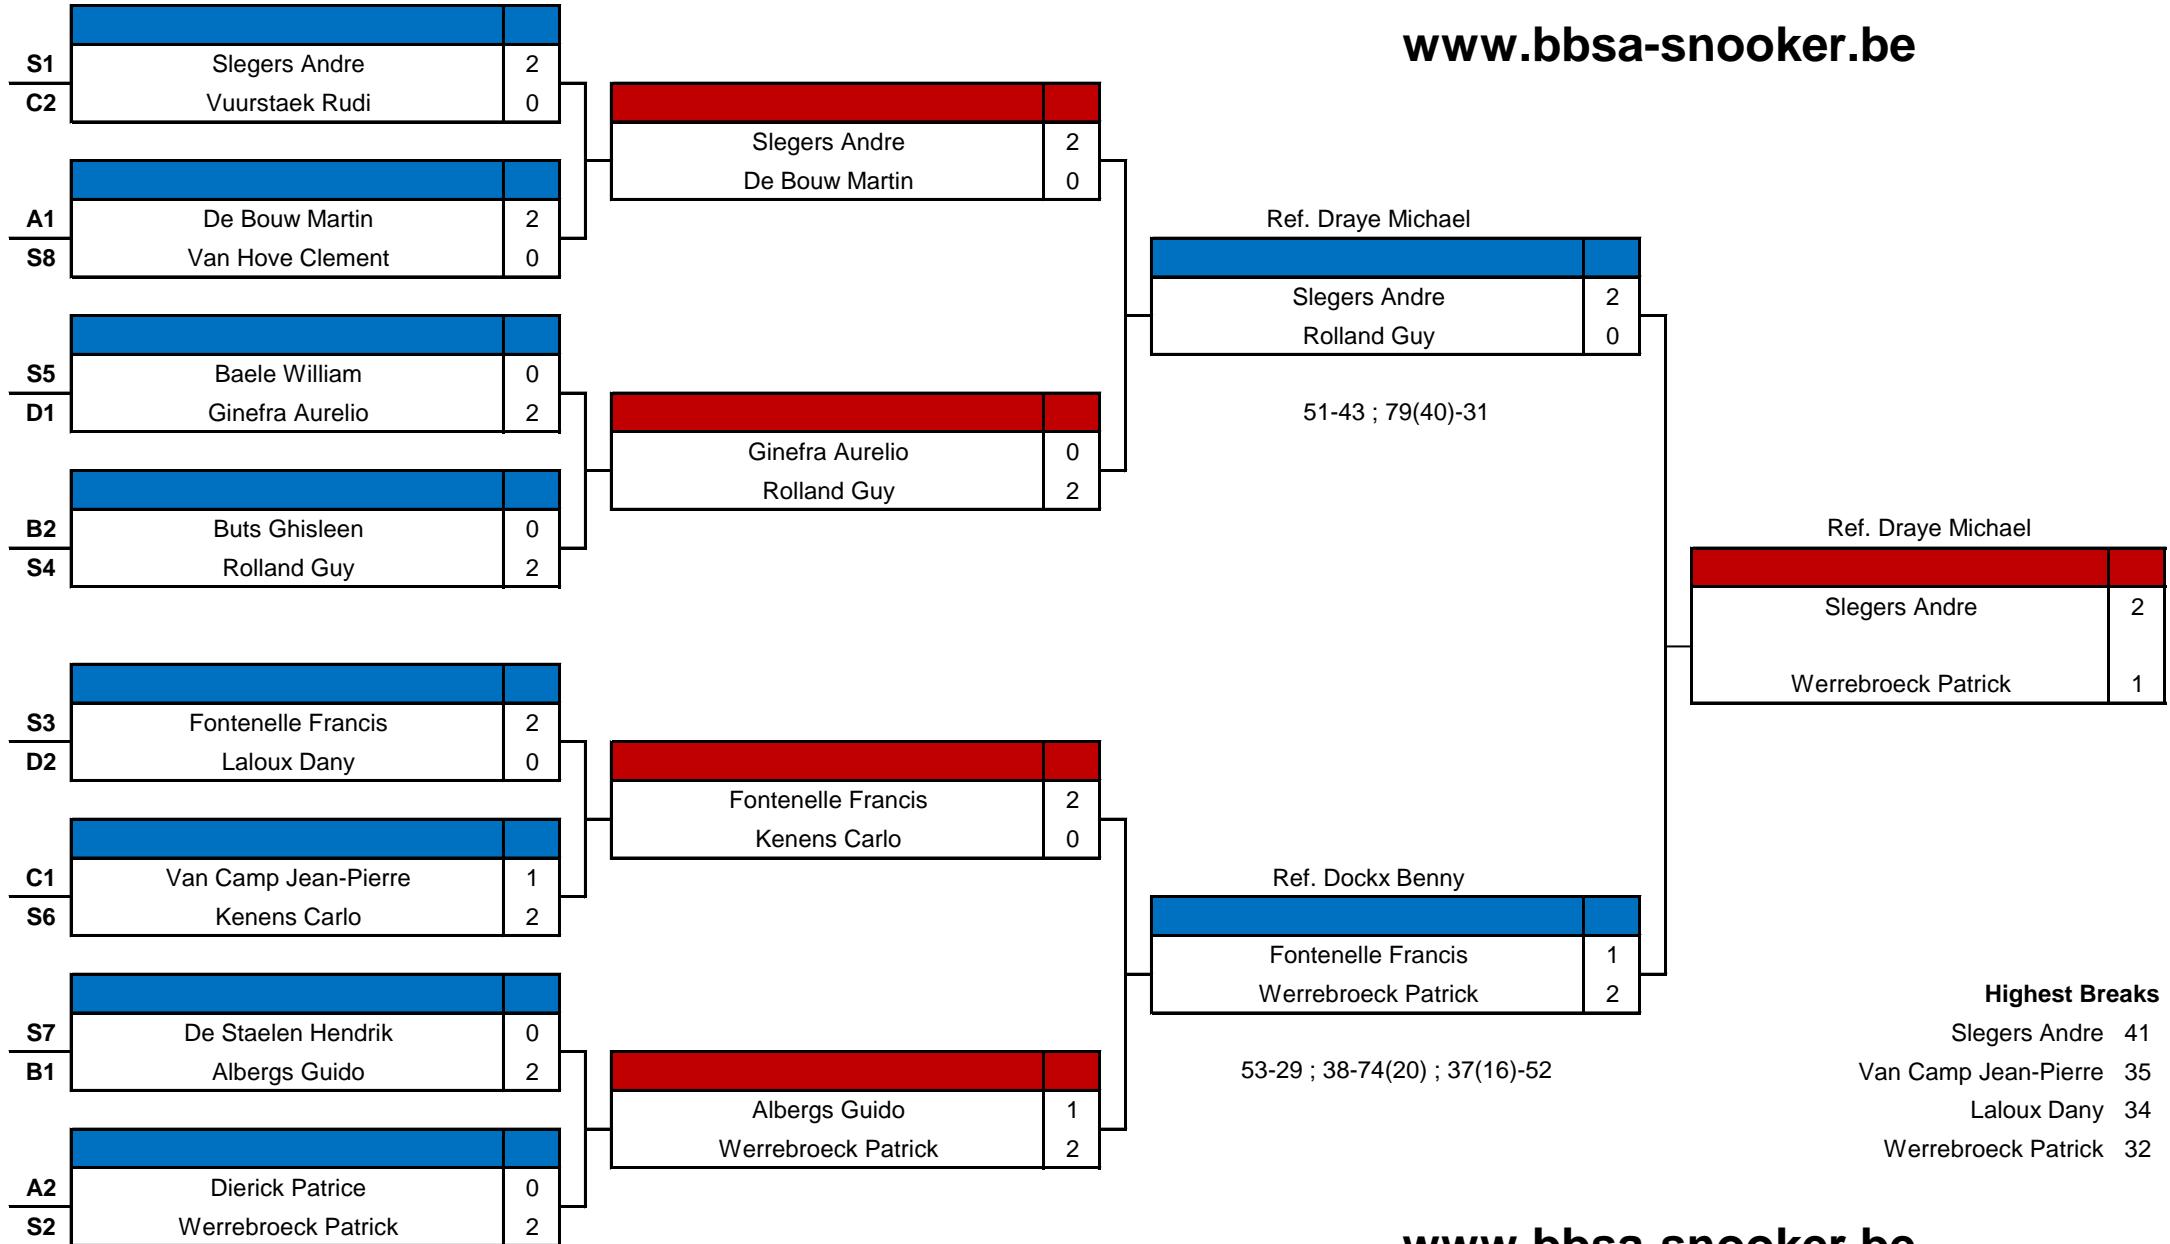 www.bbsa-snooker.be
S1 Slegers Andre 2
C2 Vuurstaek Rudi 0
A1 De Bouw Martin 2
S8 Van Hove Clement 0
S5 Baele William 0
D1 Ginefra Aurelio 2
B2 Buts Ghisleen 0
S4 Rolland Guy 2
S3 Fontenelle Francis 2
D2 Laloux Dany 0
C1 Van Camp Jean-Pierre 1
S6 Kenens Carlo 2
S7 De Staelen Hendrik 0
B1 Albergs Guido 2
A2 Dierick Patrice 0
S2 Werrebroeck Patrick 2
Slegers Andre 2
De Bouw Martin 0
Ginefra Aurelio 0
Rolland Guy 2
Fontenelle Francis 2
Kenens Carlo 0
Albergs Guido 1
Werrebroeck Patrick 2
Ref. Draye Michael
Slegers Andre 2
Rolland Guy 0
51-43 ; 79(40)-31
Ref. Dockx Benny
Fontenelle Francis 1
Werrebroeck Patrick 2
53-29 ; 38-74(20) ; 37(16)-52
Ref. Draye Michael
Slegers Andre 2
Werrebroeck Patrick 1
Highest Breaks
Slegers Andre 41
Van Camp Jean-Pierre 35
Laloux Dany 34
Werrebroeck Patrick 32
www.bbsa-snooker.be